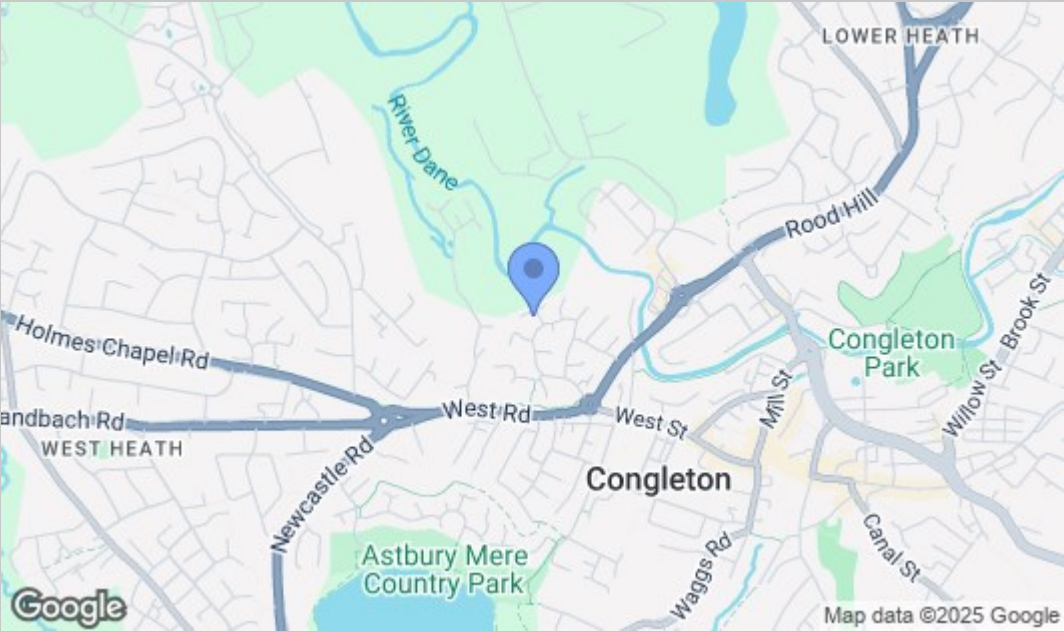 LOWER HEATH
River Dane
Rood Hill
Holmes Chapel Rd
Congleton
Park
Brook St
Willow St
Mill St
West Rd
West St
andbach Rd
WEST HEATH
Newcastle Rd
Congleton
Astbury Mere
Country Park
Waggs Rd
Canal St
Google
Map data ©2025 Google